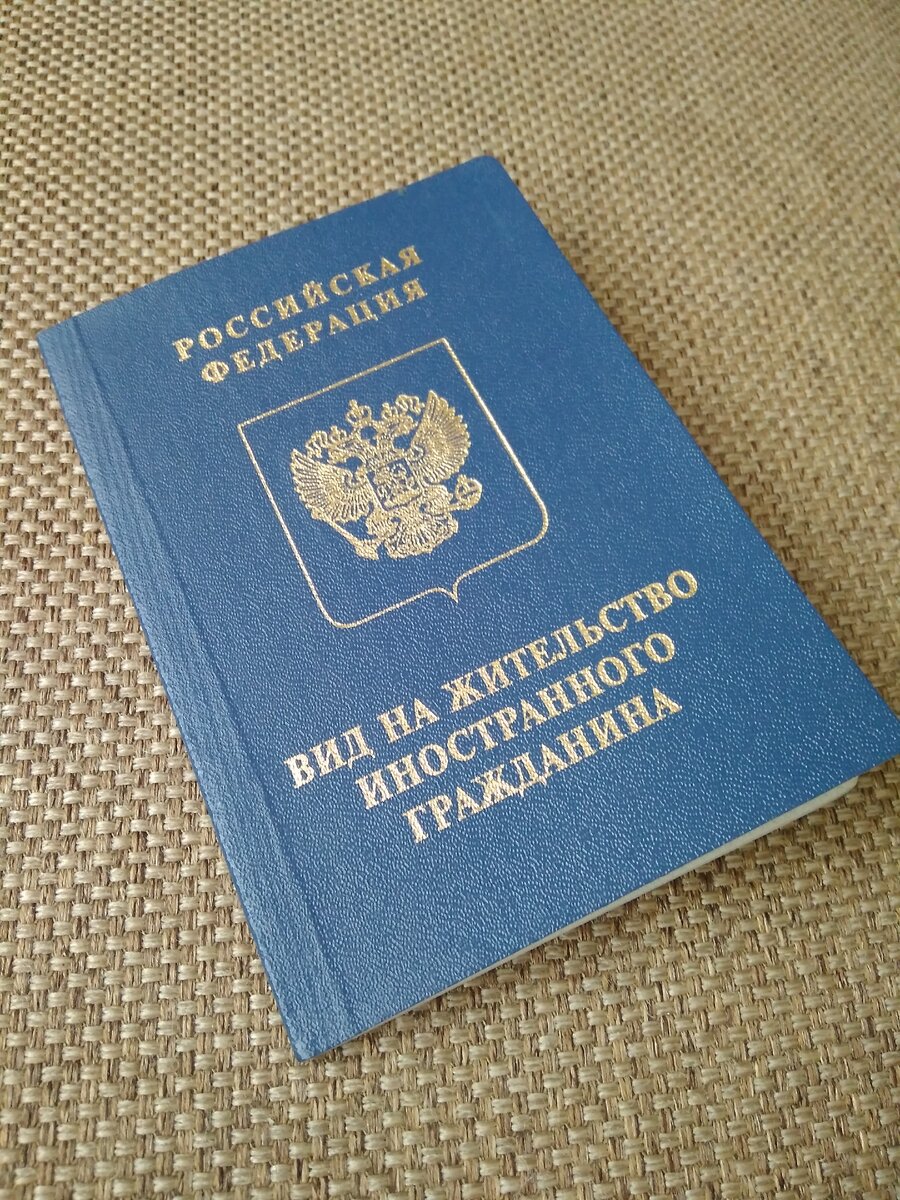 РОССИЙСКАЯ
ФЕДЕРАЦИЯ
ВИД НА ЖИТЕЛЬСТВО
ИНОСТРАННОГО
ГРАЖДАНИНА